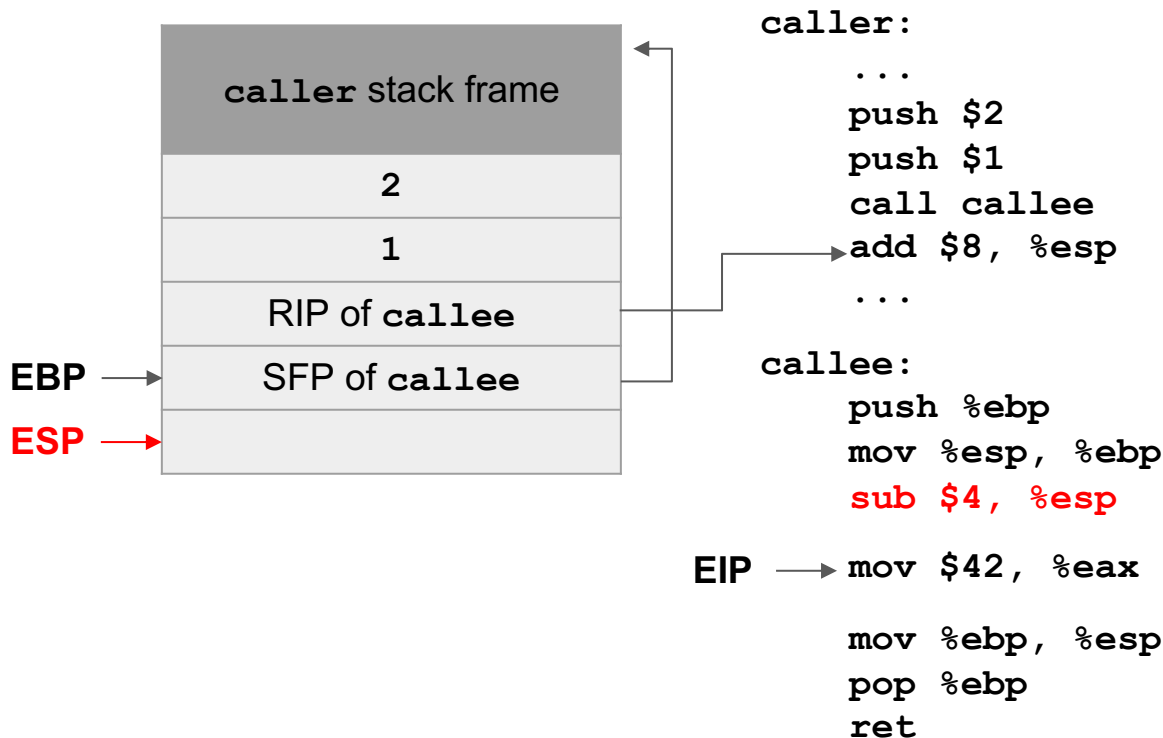 caller stack frame
2
1
RIP of callee
EBP
SFP of callee
ESP
caller:
...
push $2
push $1
call callee
add $8, %esp
...
callee:
push %ebp
mov %esp, %ebp
sub $4, %esp
EIP
mov $42, %eax
mov %ebp, %esp
pop %ebp
ret